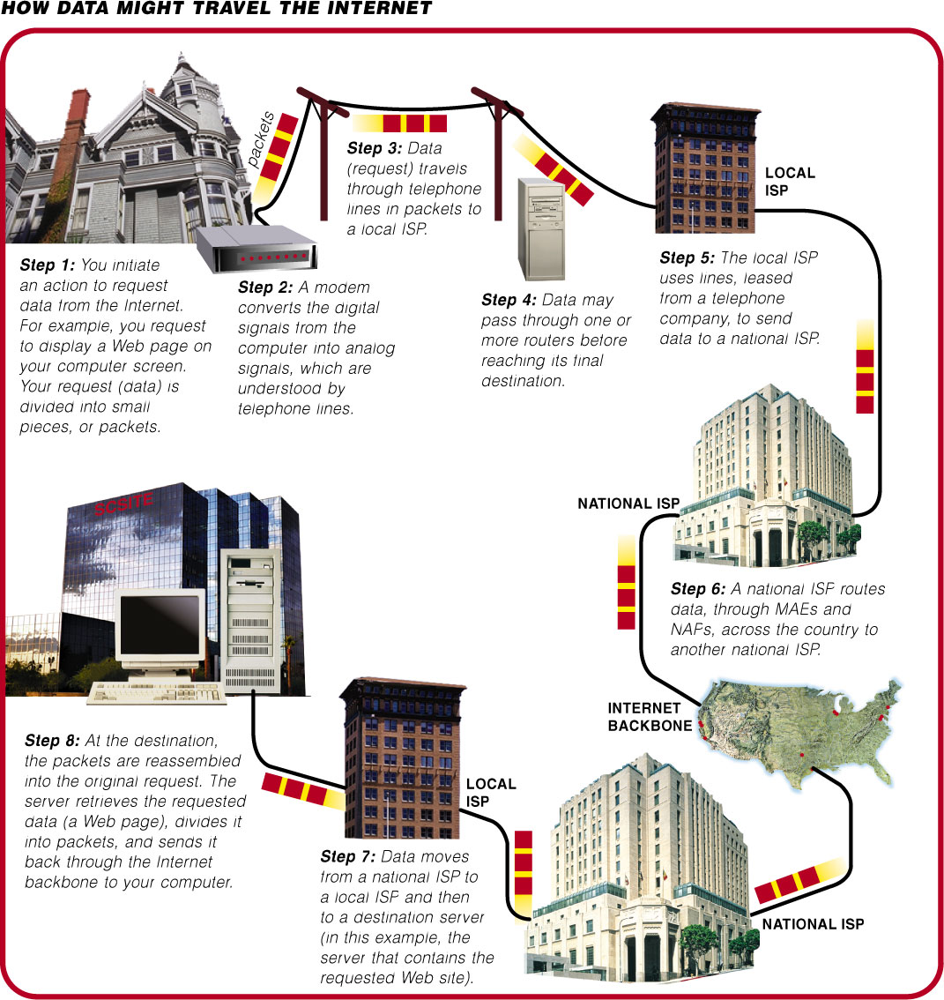 HOW DATA MIGHT TRAVEL THE INTERNET
packets
Step 1: You initiate
an action to request
data from the Internet.
For example, you request
to display a Web page on
your computer screen.
Your request (data) is
divided into small
pieces, or packets.
Step 2: A modem
converts the digital
signals from the
computer into analog
signals, which are
understood by
telephone lines.
Step 3: Data
(request) travels
through telephone
lines in packets to
a local ISP.
Step 4: Data may
pass through one or
more routers before
reaching its final
destination.
LOCAL
ISP
Step 5: The local ISP
uses lines, leased
from a telephone
company, to send
data to a national ISP.
NATIONAL ISP
Step 6: A national ISP routes
data, through MAEs and
NAPs, across the country to
another national ISP.
INTERNET
BACKBONE
NATIONAL ISP
LOCAL
ISP
Step 7: Data moves
from a national ISP to
a local ISP and then
to a destination server
(in this example, the
server that contains the
requested Web site).
SCSITE
Step 8: At the destination,
the packets are reassembled
into the original request. The
server retrieves the requested
data (a Web page), divides it
into packets, and sends it
back through the Internet
backbone to your computer.